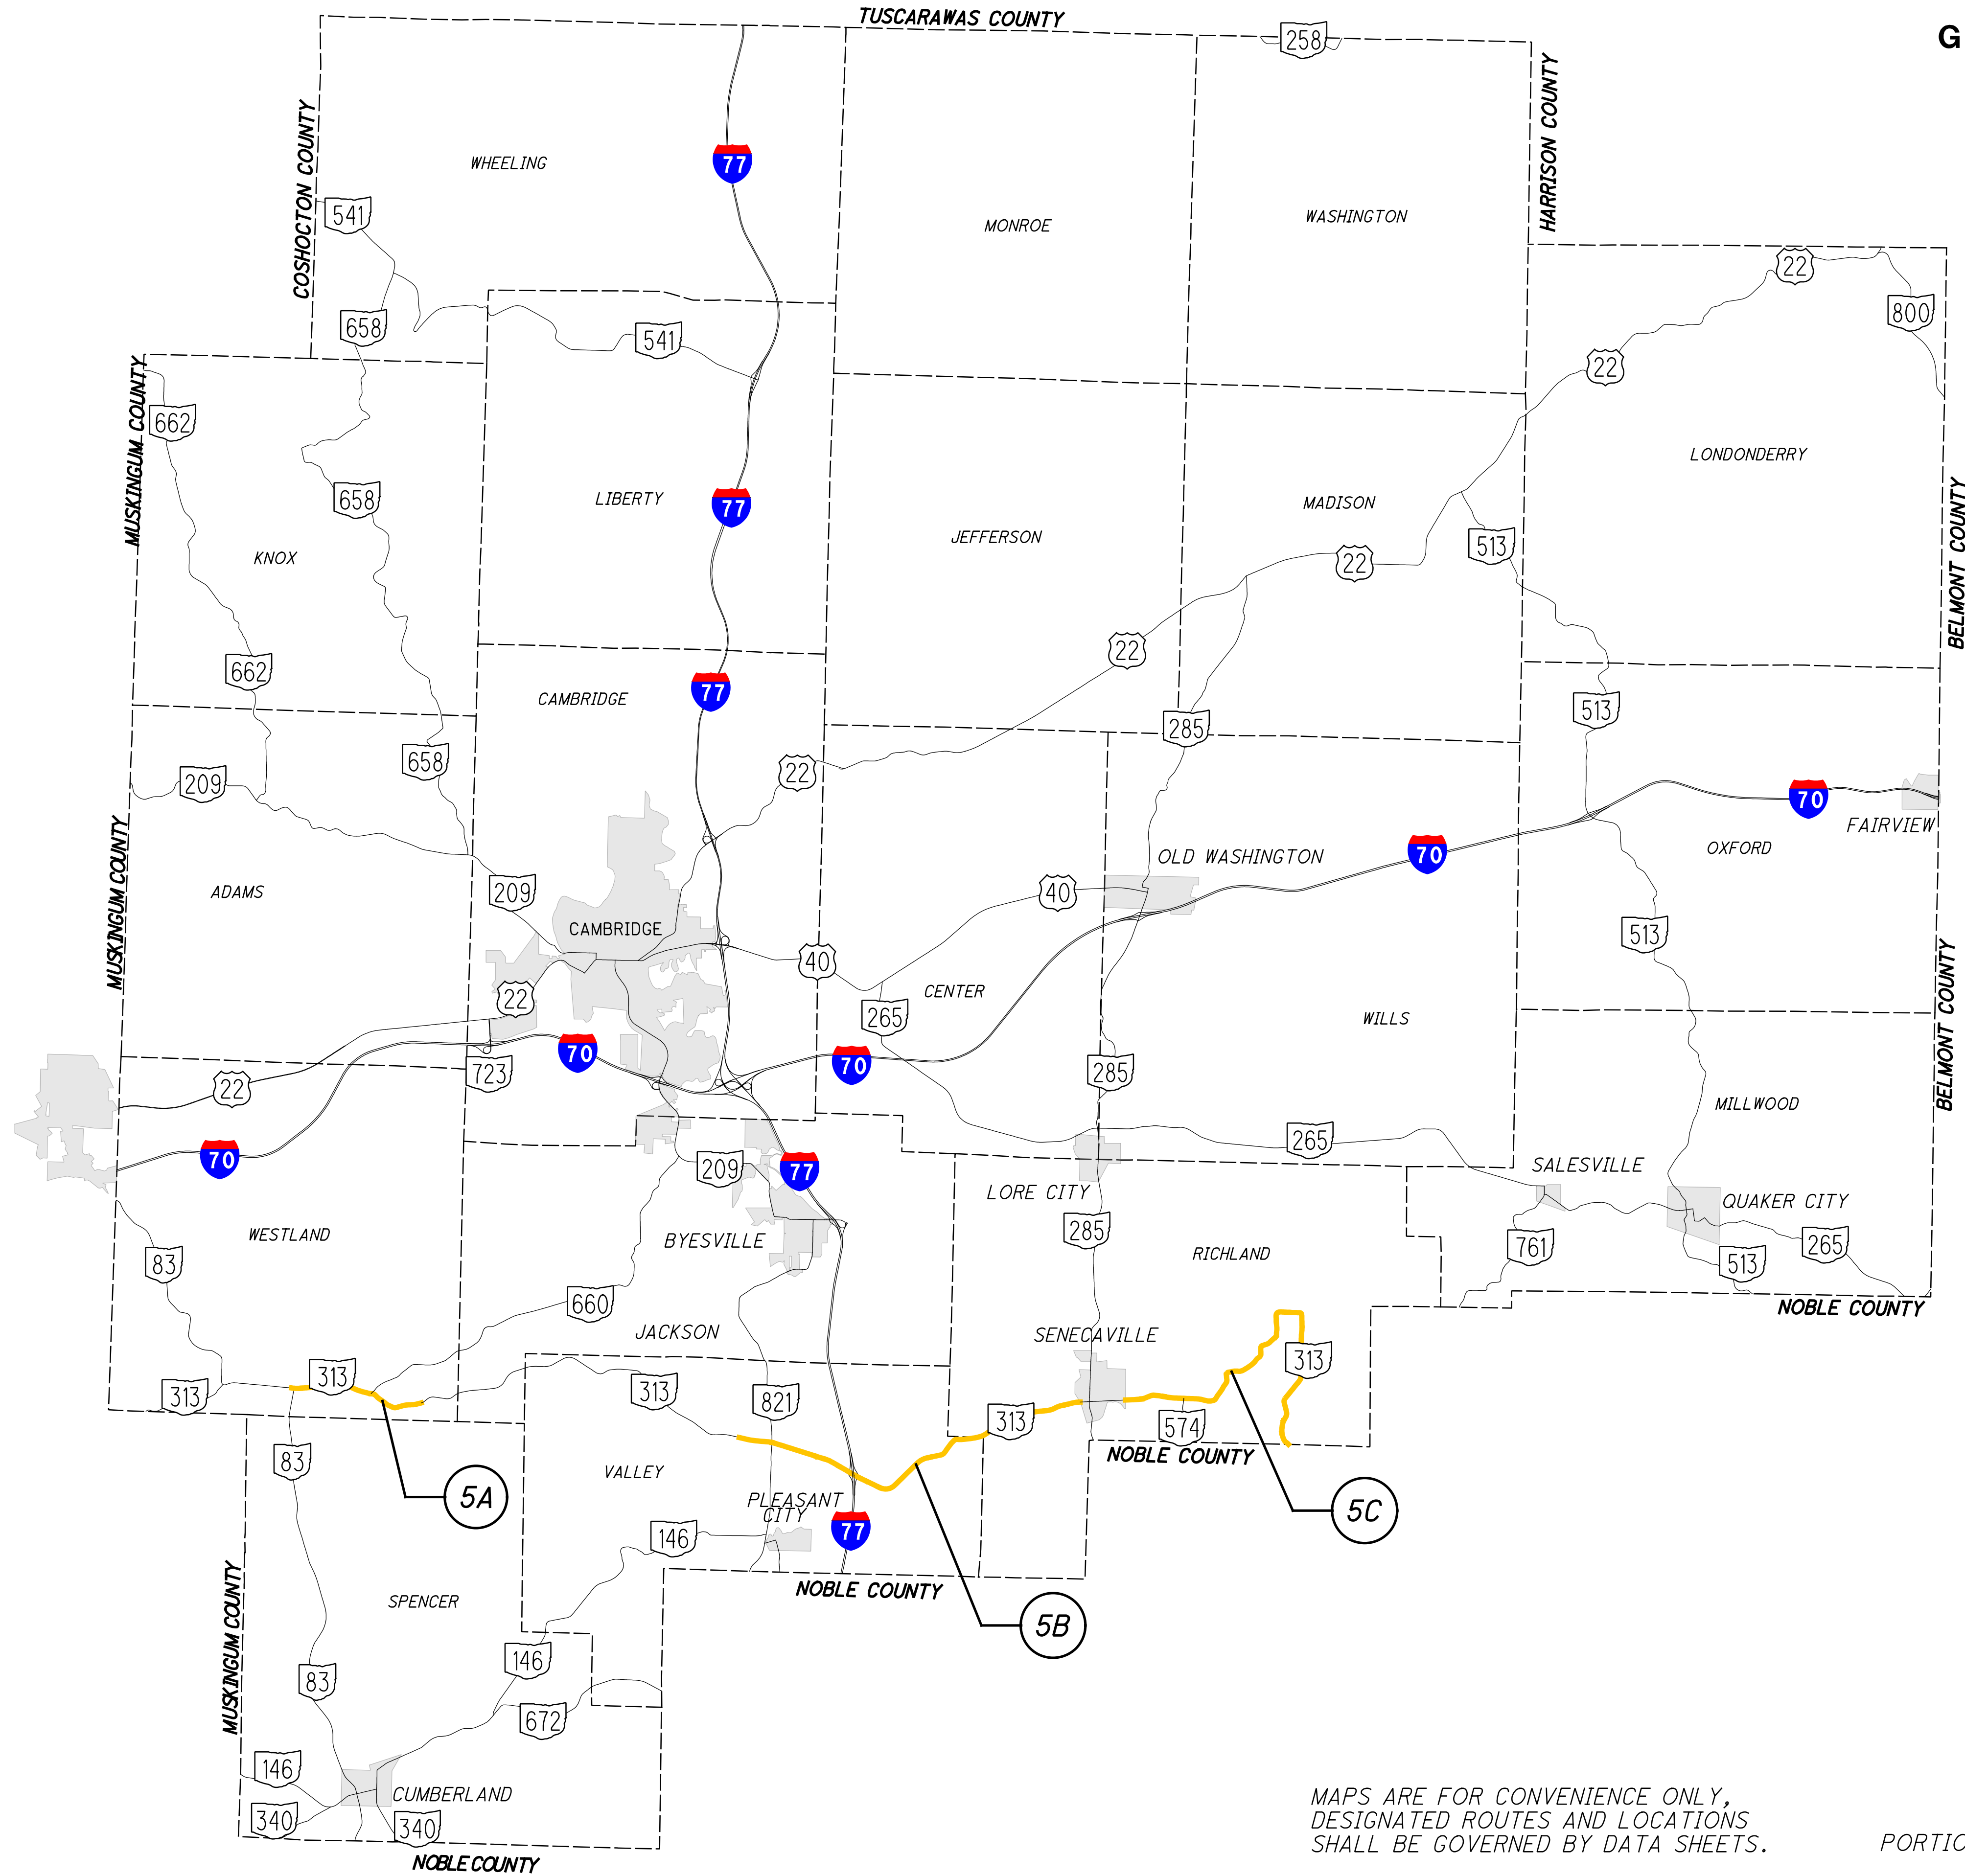 TUSCARAWAS COUNTY
G
258
COSHOCTON COUNTY
HARRISON COUNTY
77
WHEELING
541
MONROE
WASHINGTON
22
800
658
541
22
MUSKINGUM COUNTY
662
LONDONDERRY
658
LIBERTY
77
MADISON
JEFFERSON
513
BELMONT COUNTY
KNOX
22
22
662
CAMBRIDGE
77
513
285
658
209
22
70
FAIRVIEW
OXFORD
MUSKINGUM COUNTY
OLD WASHINGTON
70
ADAMS
209
40
CAMBRIDGE
513
40
22
CENTER
265
WILLS
BELMONT COUNTY
70
70
723
285
22
MILLWOOD
265
70
209
77
SALESVILLE
LORE CITY
QUAKER CITY
WESTLAND
BYESVILLE
285
RICHLAND
761
265
83
513
660
NOBLE COUNTY
JACKSON
SENECAVILLE
313
313
313
313
821
313
574
NOBLE COUNTY
83
VALLEY
5A
PLEASANT
CITY
5C
77
146
NOBLE COUNTY
MUSKINGUM COUNTY
SPENCER
5B
146
83
672
146
CUMBERLAND
340
340
NOBLE COUNTY
MAPS ARE FOR CONVENIENCE ONLY,
DESIGNATED ROUTES AND LOCATIONS
SHALL BE GOVERNED BY DATA SHEETS.
PORTIO